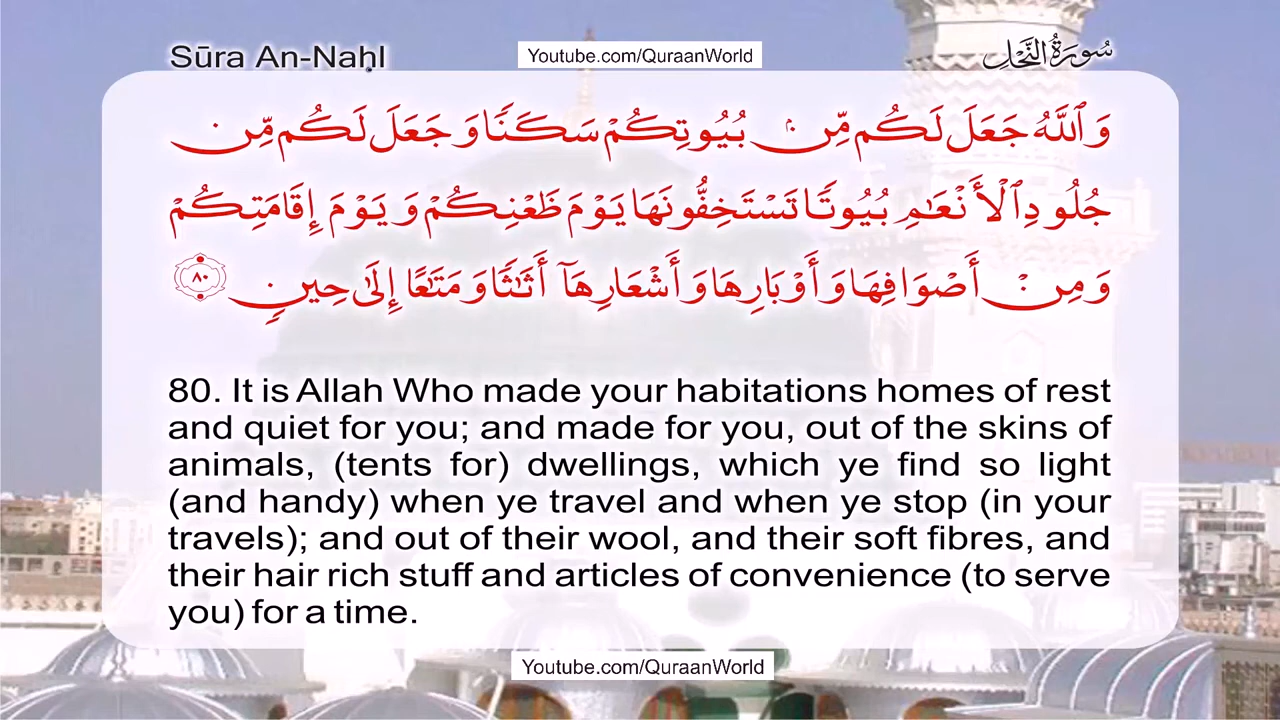 Sūra An-Naḥl
Youtube.com/QuraanWorld
سُورَةُ النَّحْلِ
وَٱللَّهُ جَعَلَ لَكُم مِّنۢ بُيُوتِكُمْ سَكَنًا وَجَعَلَ لَكُم مِّن
جُلُودِ ٱلْأَنْعَٰمِ بُيُوتًا تَسْتَخِفُّونَهَا يَوْمَ ظَعْنِكُمْ وَيَوْمَ إِقَامَتِكُمْ
وَمِنْ أَصْوَافِهَا وَأَوْبَارِهَا وَأَشْعَارِهَآ أَثَٰثًا وَمَتَٰعًا إِلَىٰ حِينٍ ٨٠
80. It is Allah Who made your habitations homes of rest
and quiet for you; and made for you, out of the skins of
animals, (tents for) dwellings, which ye find so light
(and handy) when ye travel and when ye stop (in your
travels); and out of their wool, and their soft fibres, and
their hair rich stuff and articles of convenience (to serve
you) for a time.
Youtube.com/QuraanWorld